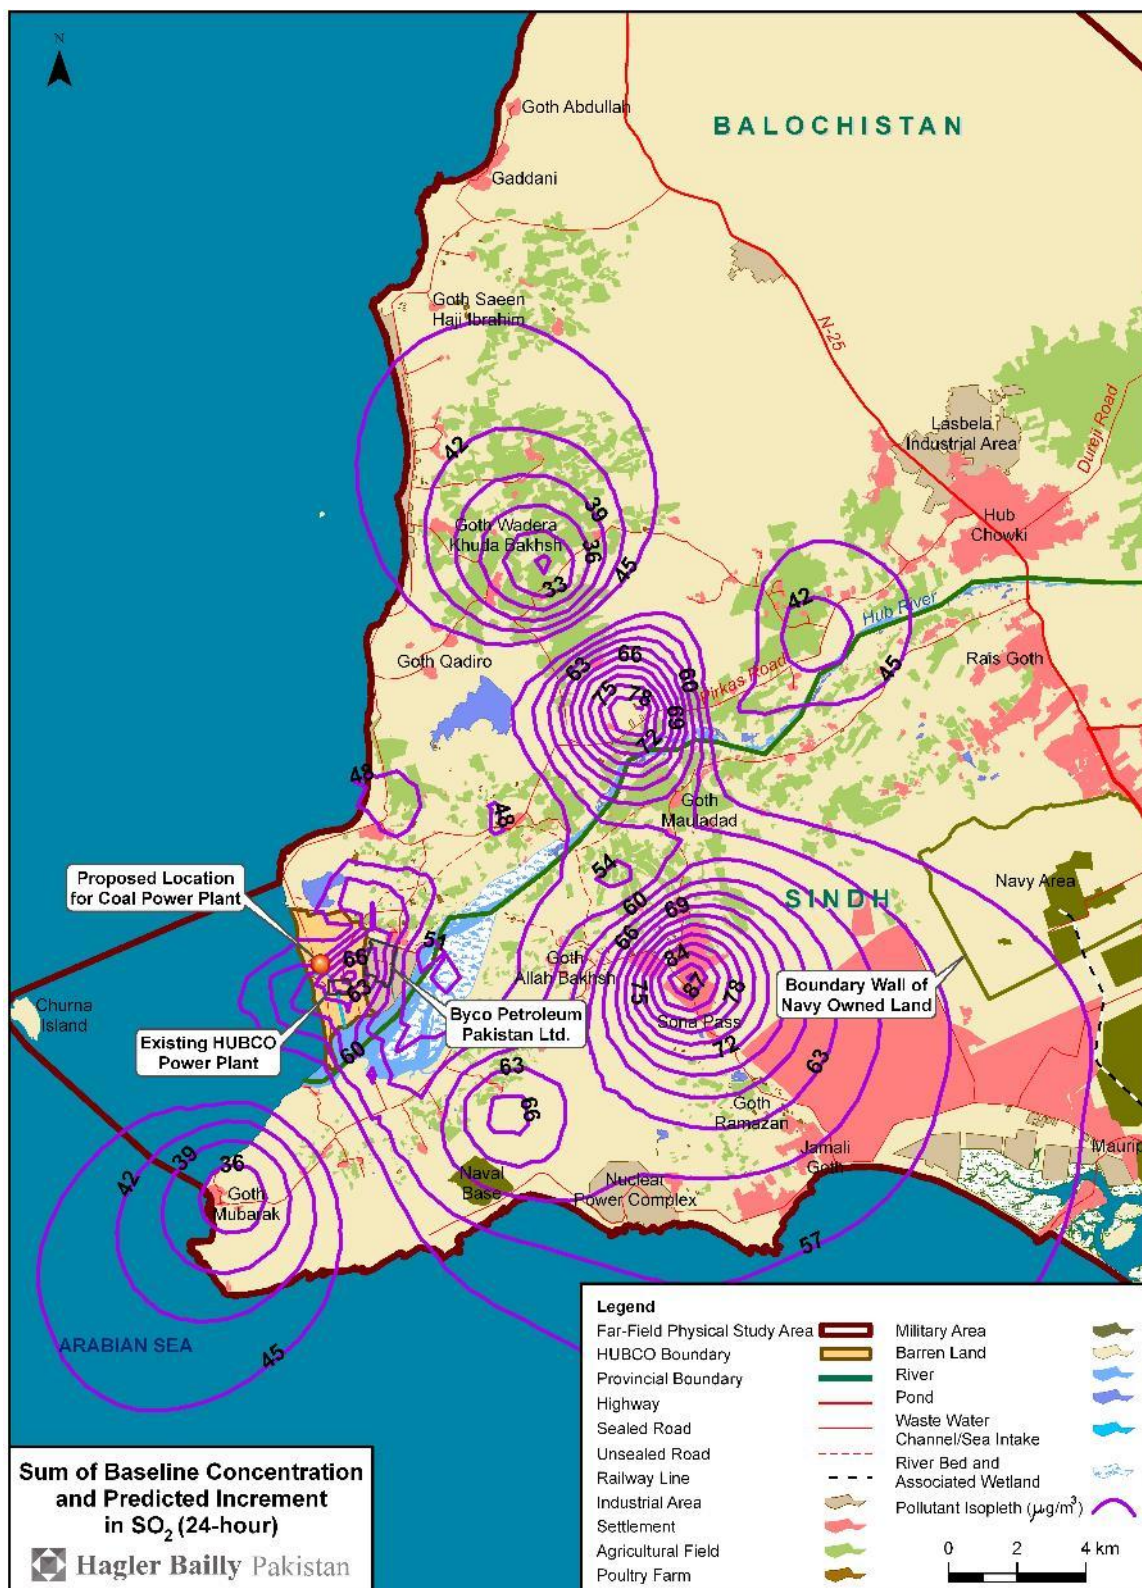 N
Goth Abdullah
BALOCHISTAN
Gaddani
Goth Saeen
Haji Ibrahim
N-25
Dureji Road
Lasbela
Industrial Area
42
39
Hub
Chowki
Goth Wadera
Khuda Bakhsh
36
45
33
42
Hub River
Goth Qadiro
63
66
60
45
Rais Goth
75
78
Pirkas Road
69
72
48
48
Goth
Mauladad
54
Navy Area
Proposed Location
for Coal Power Plant
60
69
SINDH
51
66
66
84
Goth
Allah Bakhsh
63
75
87
78
Boundary Wall of
Navy Owned Land
Churna
Island
Byco Petroleum
Pakistan Ltd.
Sona Pass
Existing HUBCO
Power Plant
60
72
63
63
66
Goth
Ramazan
Jamali
Goth
Maurip
42
39
36
Goth
Mubarak
Naval
Base
Nuclear
Power Complex
57
ARABIAN SEA
45
Legend
Far-Field Physical Study Area
HUBCO Boundary
Provincial Boundary
Highway
Sealed Road
Unsealed Road
Railway Line
Industrial Area
Settlement
Agricultural Field
Poultry Farm
Military Area
Barren Land
River
Pond
Waste Water
Channel/Sea Intake
River Bed and
Associated Wetland
Pollutant Isopleth (μg/m³)
0 2 4 km
Sum of Baseline Concentration
and Predicted Increment
in SO₂ (24-hour)
Hagler Bailly Pakistan